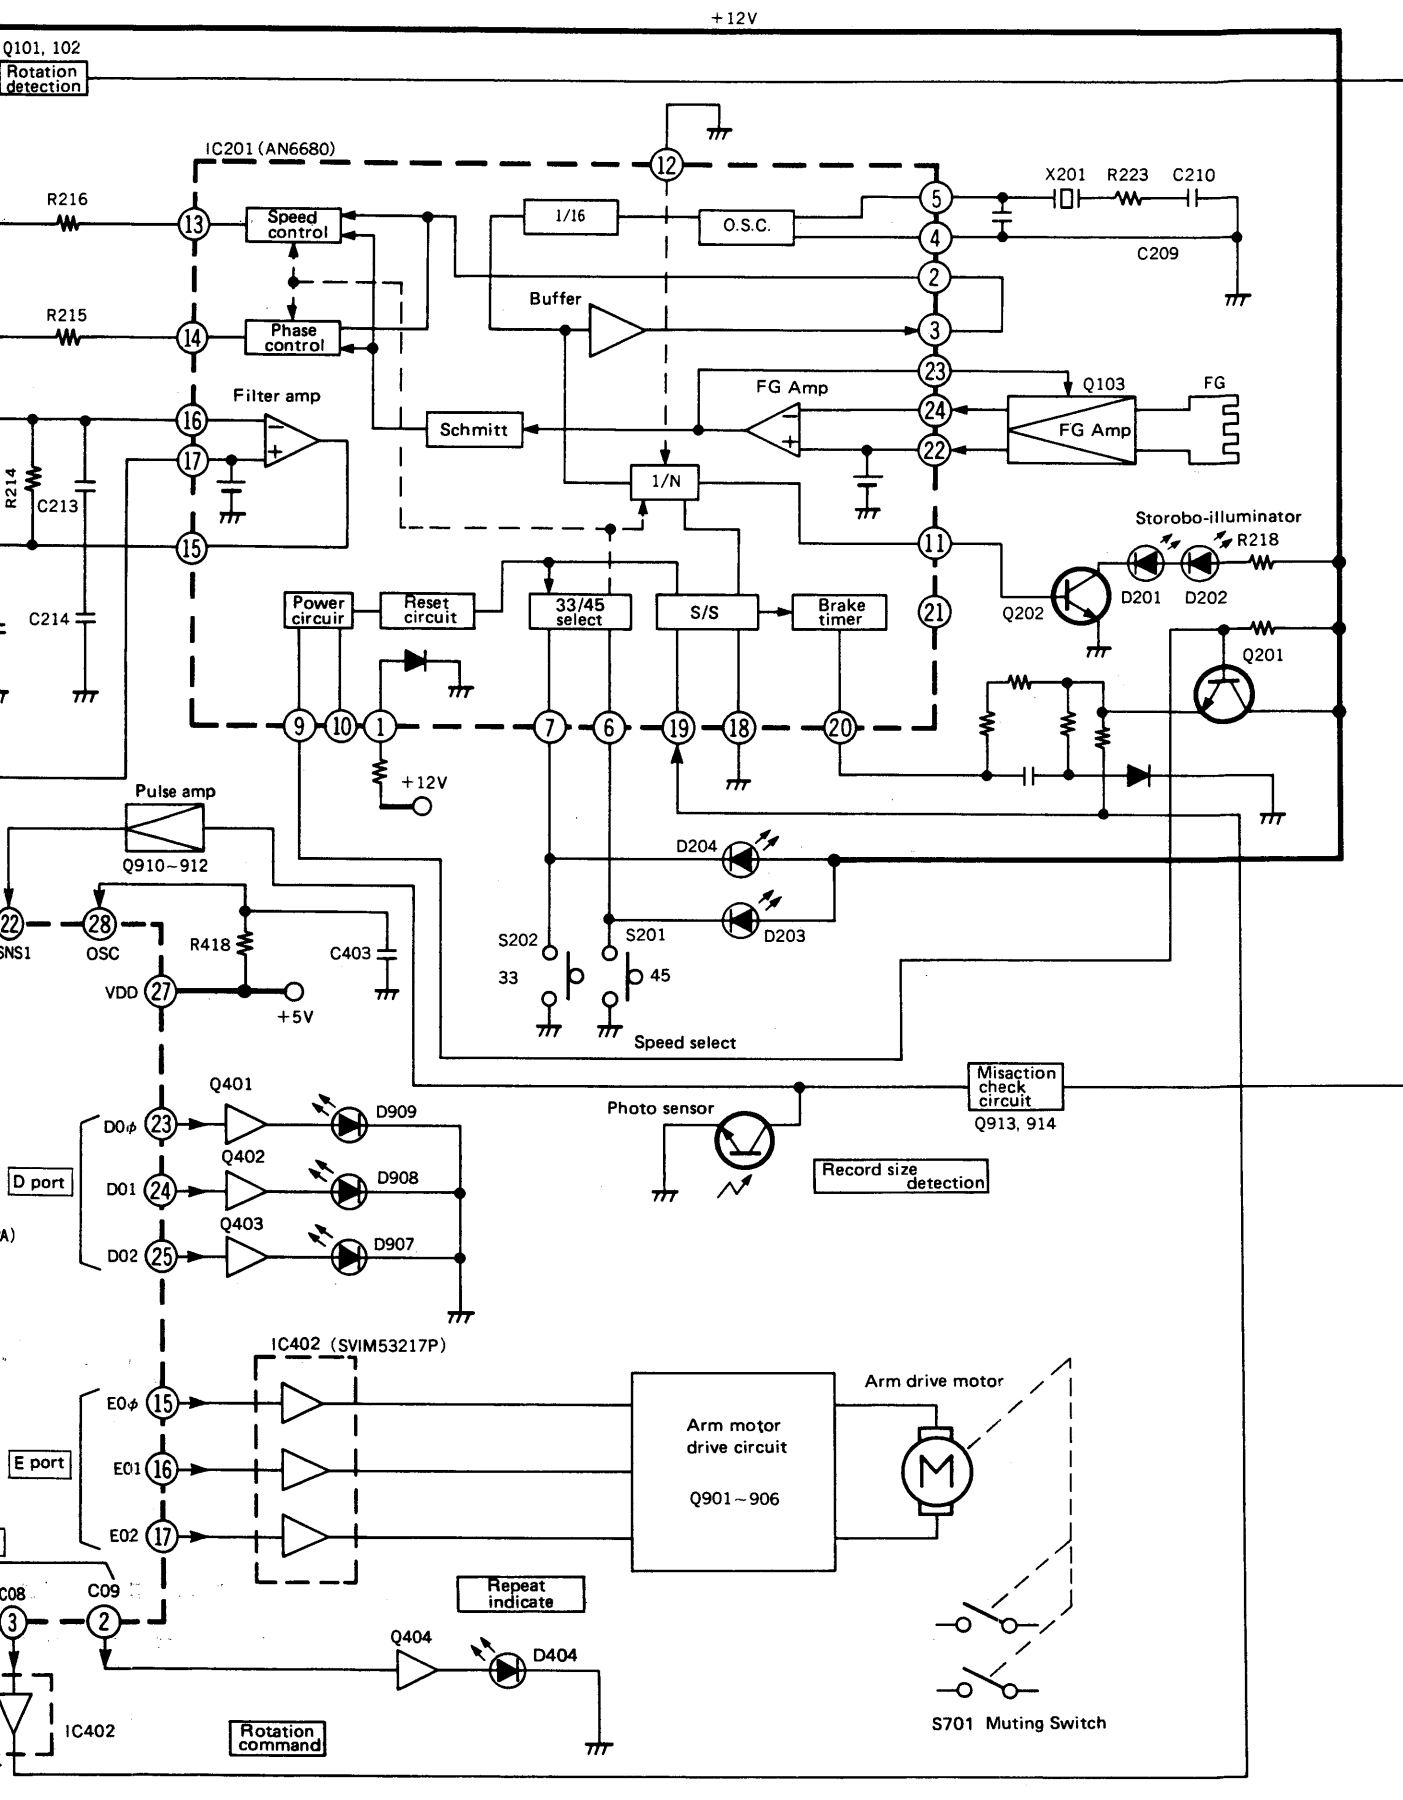 +12V
Q101, 102
Rotation
detection
IC201 (AN6680)
12
R216
13
Speed
control
1/16
O.S.C.
5
4
X201
R223
C210
C209
2
Buffer
3
R215
14
Phase
control
23
FG Amp
Q103
FG
24
FG Amp
22
Filter amp
16
17
15
Schmitt
R214
C213
C214
1/N
11
Storobo-illuminator
R218
D201
D202
Q202
21
Power
circuir
Reset
circuit
33/45
select
S/S
Brake
timer
Q201
9
10
1
7
6
19
18
20
+12V
Pulse amp
Q910~912
D204
D203
22
SNS1
28
OSC
R418
C403
VDD
27
+5V
S202
33
S201
45
Speed select
Misaction
check
circuit
Q913, 914
Photo sensor
Record size
detection
Q401
D0φ
23
D909
Q402
D port
D01
24
D908
Q403
D02
25
D907
A)
IC402 (SVIM53217P)
E0φ
15
E port
E01
16
E02
17
Arm motor
drive circuit
Q901~906
Arm drive motor
M
Repeat
indicate
C08
3
C09
2
Q404
D404
IC402
Rotation
command
S701 Muting Switch